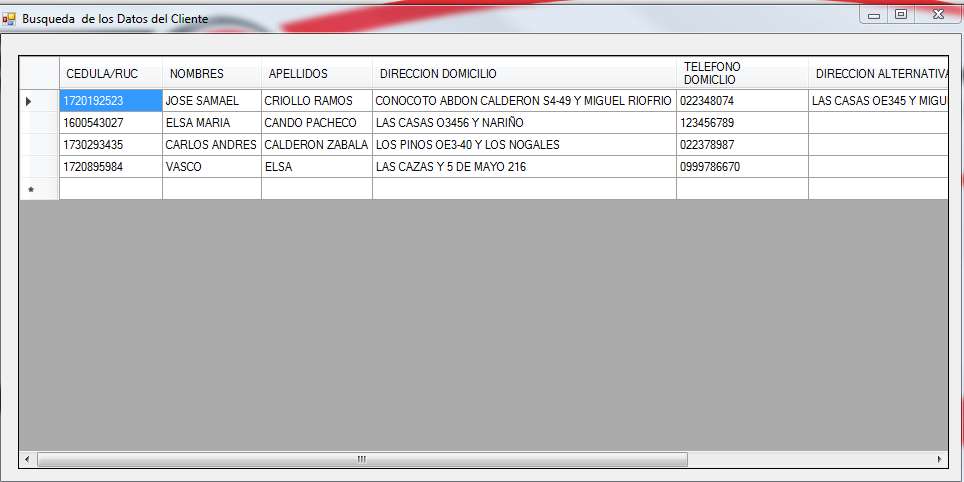 Busqueda de los Datos del Cliente
CEDULA/RUC NOMBRES APELLIDOS DIRECCION DOMICILIO TELEFONO DOMICLIO DIRECCION ALTERNATIVA
1720192523 JOSE SAMAEL CRIOLLO RAMOS CONOCOTO ABDON CALDERON S4-49 Y MIGUEL RIOFRIO 022348074 LAS CASAS OE345 Y MIGU
1600543027 ELSA MARIA CANDO PACHECO LAS CASAS O3456 Y NARIÑO 123456789
1730293435 CARLOS ANDRES CALDERON ZABALA LOS PINOS OE3-40 Y LOS NOGALES 022378987
1720895984 VASCO ELSA LAS CAZAS Y 5 DE MAYO 216 0999786670